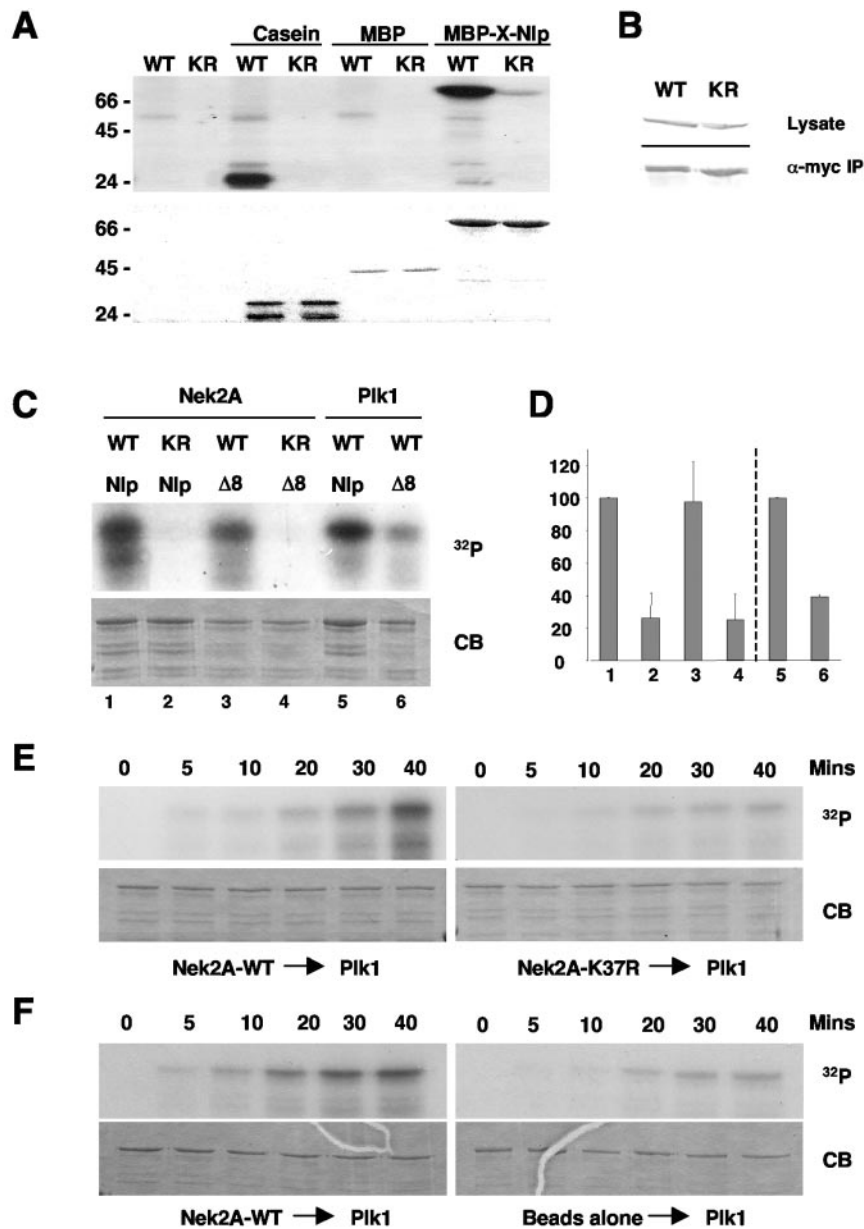 A
Casein MBP MBP-X-Nlp
WT KR WT KR WT KR WT KR
66 -
45 -
24 -
66 -
45 -
24 -
B
WT KR
Lysate
α-myc IP
C
Nek2A Plk1
WT KR WT KR WT WT
Nlp Nlp Δ8 Δ8 Nlp Δ8
³²P
CB
1 2 3 4 5 6
D
120
100
80
60
40
20
0
1 2 3 4 5 6
E
0 5 10 20 30 40 0 5 10 20 30 40 Mins
³²P
CB
Nek2A-WT → Plk1 Nek2A-K37R → Plk1
F
0 5 10 20 30 40 0 5 10 20 30 40 Mins
³²P
CB
Nek2A-WT → Plk1 Beads alone → Plk1